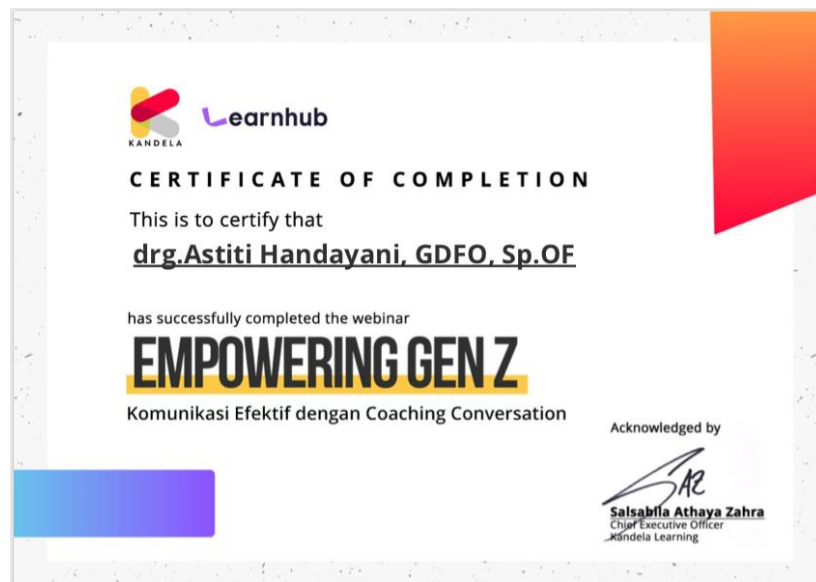 KANDELA
Learnhub
CERTIFICATE OF COMPLETION
This is to certify that
drg.Astiti Handayani, GDFO, Sp.OF
has successfully completed the webinar
EMPOWERING GEN Z
Komunikasi Efektif dengan Coaching Conversation
Acknowledged by
SAZ
Salsabila Athaya Zahra
Chief Executive Officer
Kandela Learning